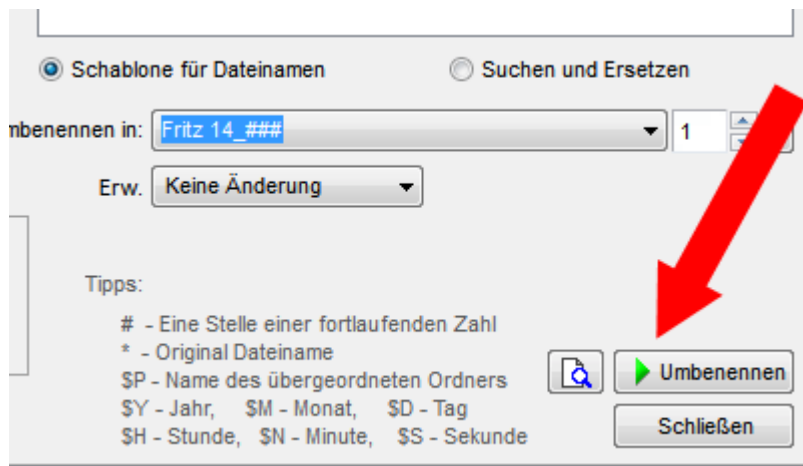 Schablone für Dateinamen Suchen und Ersetzen
mbenennen in: Fritz 14_### 1
Erw. Keine Änderung
Tipps:
# - Eine Stelle einer fortlaufenden Zahl
* - Original Dateiname
$P - Name des übergeordneten Ordners
Umbenennen
$Y - Jahr, $M - Monat, $D - Tag
$H - Stunde, $N - Minute, $S - Sekunde
Schließen